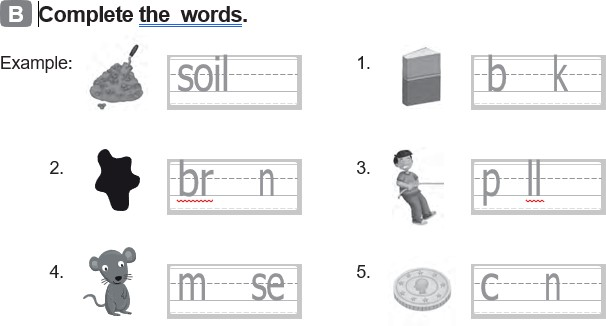 B Complete the words.
Example: soil 1. b k
2. br n 3. p ll
4. m se 5. c n